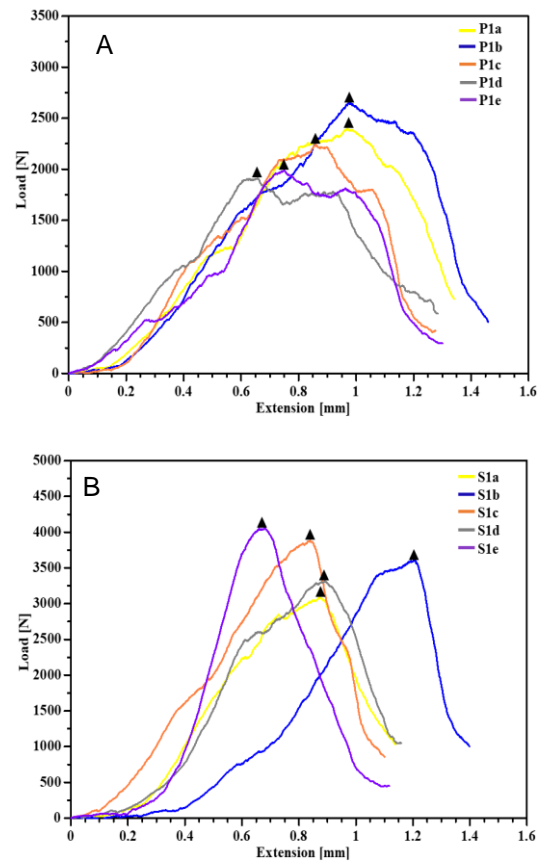 A
P1a
P1b
P1c
P1d
P1e
3500
3000
2500
2000
1500
1000
500
0
Load [N]
0 0.2 0.4 0.6 0.8 1 1.2 1.4 1.6
Extension [mm]
B
S1a
S1b
S1c
S1d
S1e
5000
4500
4000
3500
3000
2500
2000
1500
1000
500
0
Load [N]
0 0.2 0.4 0.6 0.8 1 1.2 1.4 1.6
Extension [mm]